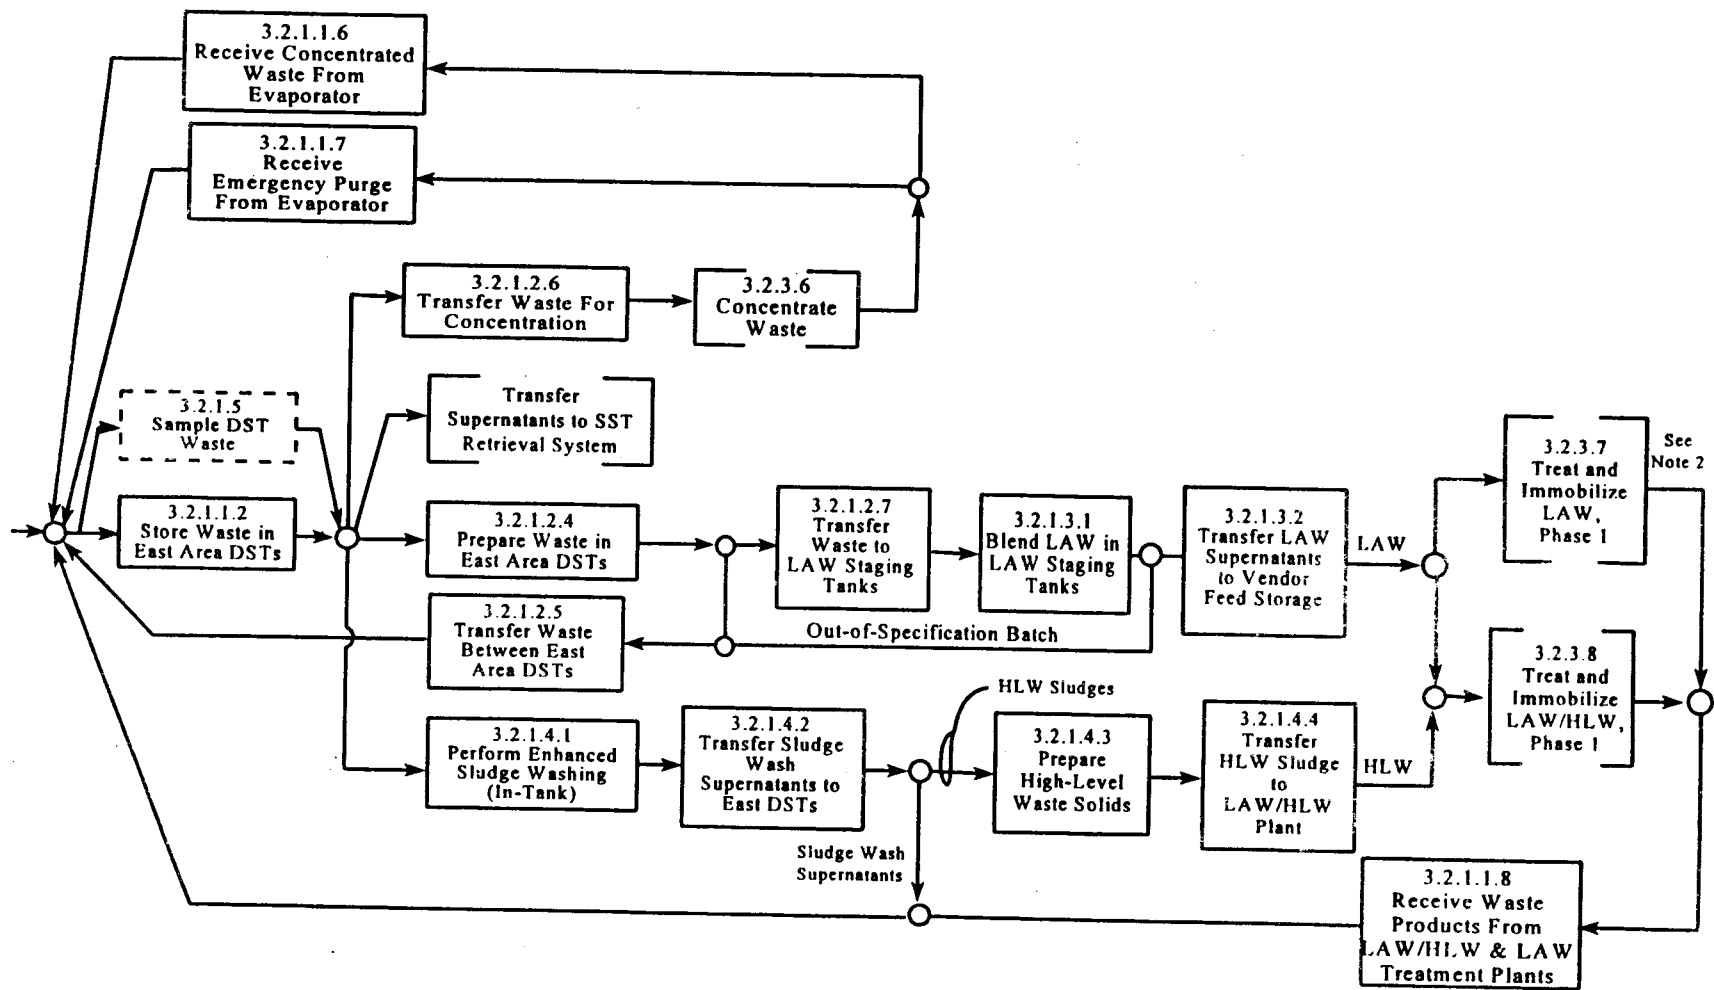 3.2.1.1.6
Receive Concentrated
Waste From
Evaporator
3.2.1.1.7
Receive
Emergency Purge
From Evaporator
3.2.1.2.6
Transfer Waste For
Concentration
3.2.3.6
Concentrate
Waste
3.2.1.5
Sample DST
Waste
Transfer
Supernatants to SST
Retrieval System
3.2.1.1.2
Store Waste in
East Area DSTs
3.2.1.2.4
Prepare Waste in
East Area DSTs
3.2.1.2.7
Transfer
Waste to
LAW Staging
Tanks
3.2.1.3.1
Blend LAW in
LAW Staging
Tanks
3.2.1.3.2
Transfer LAW
Supernatants
to Vendor
Feed Storage
LAW
3.2.3.7
Treat and
Immobilize
LAW,
Phase 1
See
Note 2
3.2.1.2.5
Transfer Waste
Between East
Area DSTs
Out-of-Specification Batch
3.2.3.8
Treat and
Immobilize
LAW/HLW,
Phase 1
HLW Sludges
3.2.1.4.1
Perform Enhanced
Sludge Washing
(In-Tank)
3.2.1.4.2
Transfer Sludge
Wash
Supernatants to
East DSTs
3.2.1.4.3
Prepare
High-Level
Waste Solids
3.2.1.4.4
Transfer
HLW Sludge
to
LAW/HLW
Plant
HLW
Sludge Wash
Supernatants
3.2.1.1.8
Receive Waste
Products From
LAW/HLW & LAW
Treatment Plants